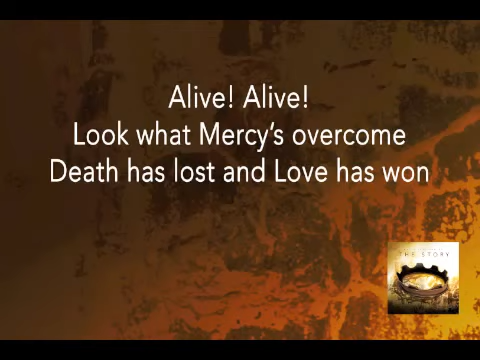 Alive! Alive!
Look what Mercy's overcome
Death has lost and Love has won
THE STORY